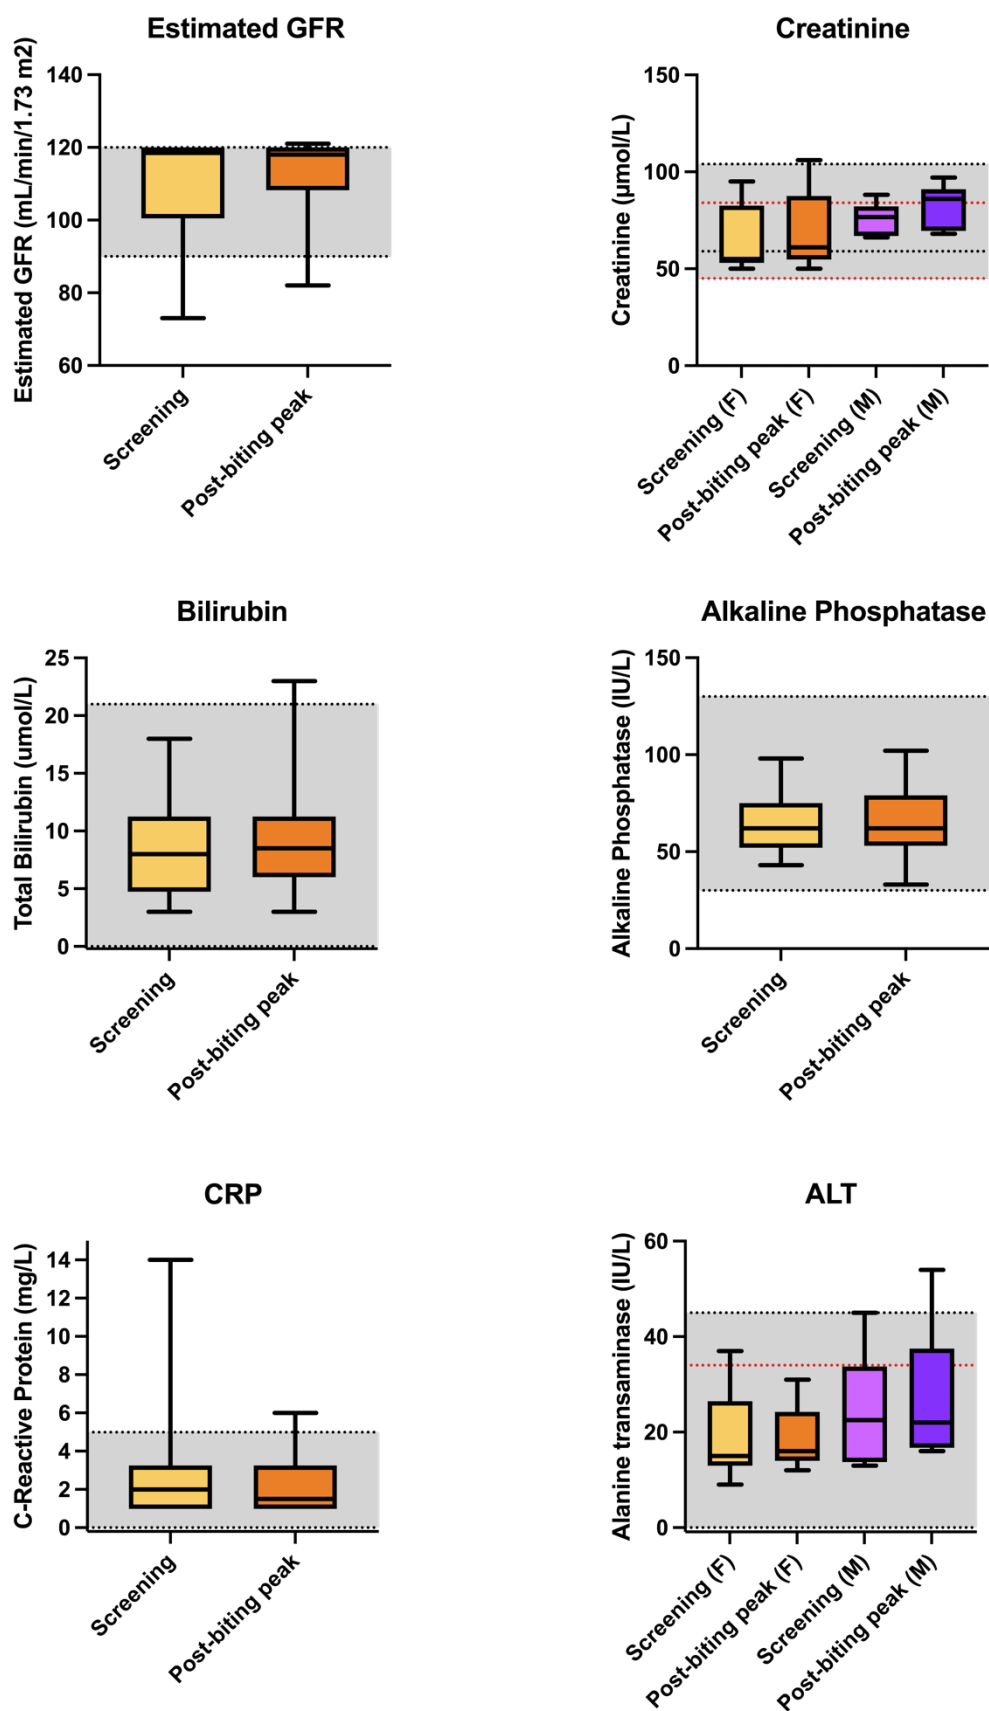 Estimated GFR
Estimated GFR (mL/min/1.73 m2)
140
120
100
80
60
Screening
Post-biting peak
Creatinine
Creatinine (µmol/L)
150
100
50
0
Screening (F)
Post-biting peak (F)
Screening (M)
Post-biting peak (M)
Bilirubin
Total Bilirubin (umol/L)
25
20
15
10
5
0
Screening
Post-biting peak
Alkaline Phosphatase
Alkaline Phosphatase (IU/L)
150
100
50
0
Screening
Post-biting peak
CRP
C-Reactive Protein (mg/L)
14
12
10
8
6
4
2
0
Screening
Post-biting peak
ALT
Alanine transaminase (IU/L)
60
40
20
0
Screening (F)
Post-biting peak (F)
Screening (M)
Post-biting peak (M)